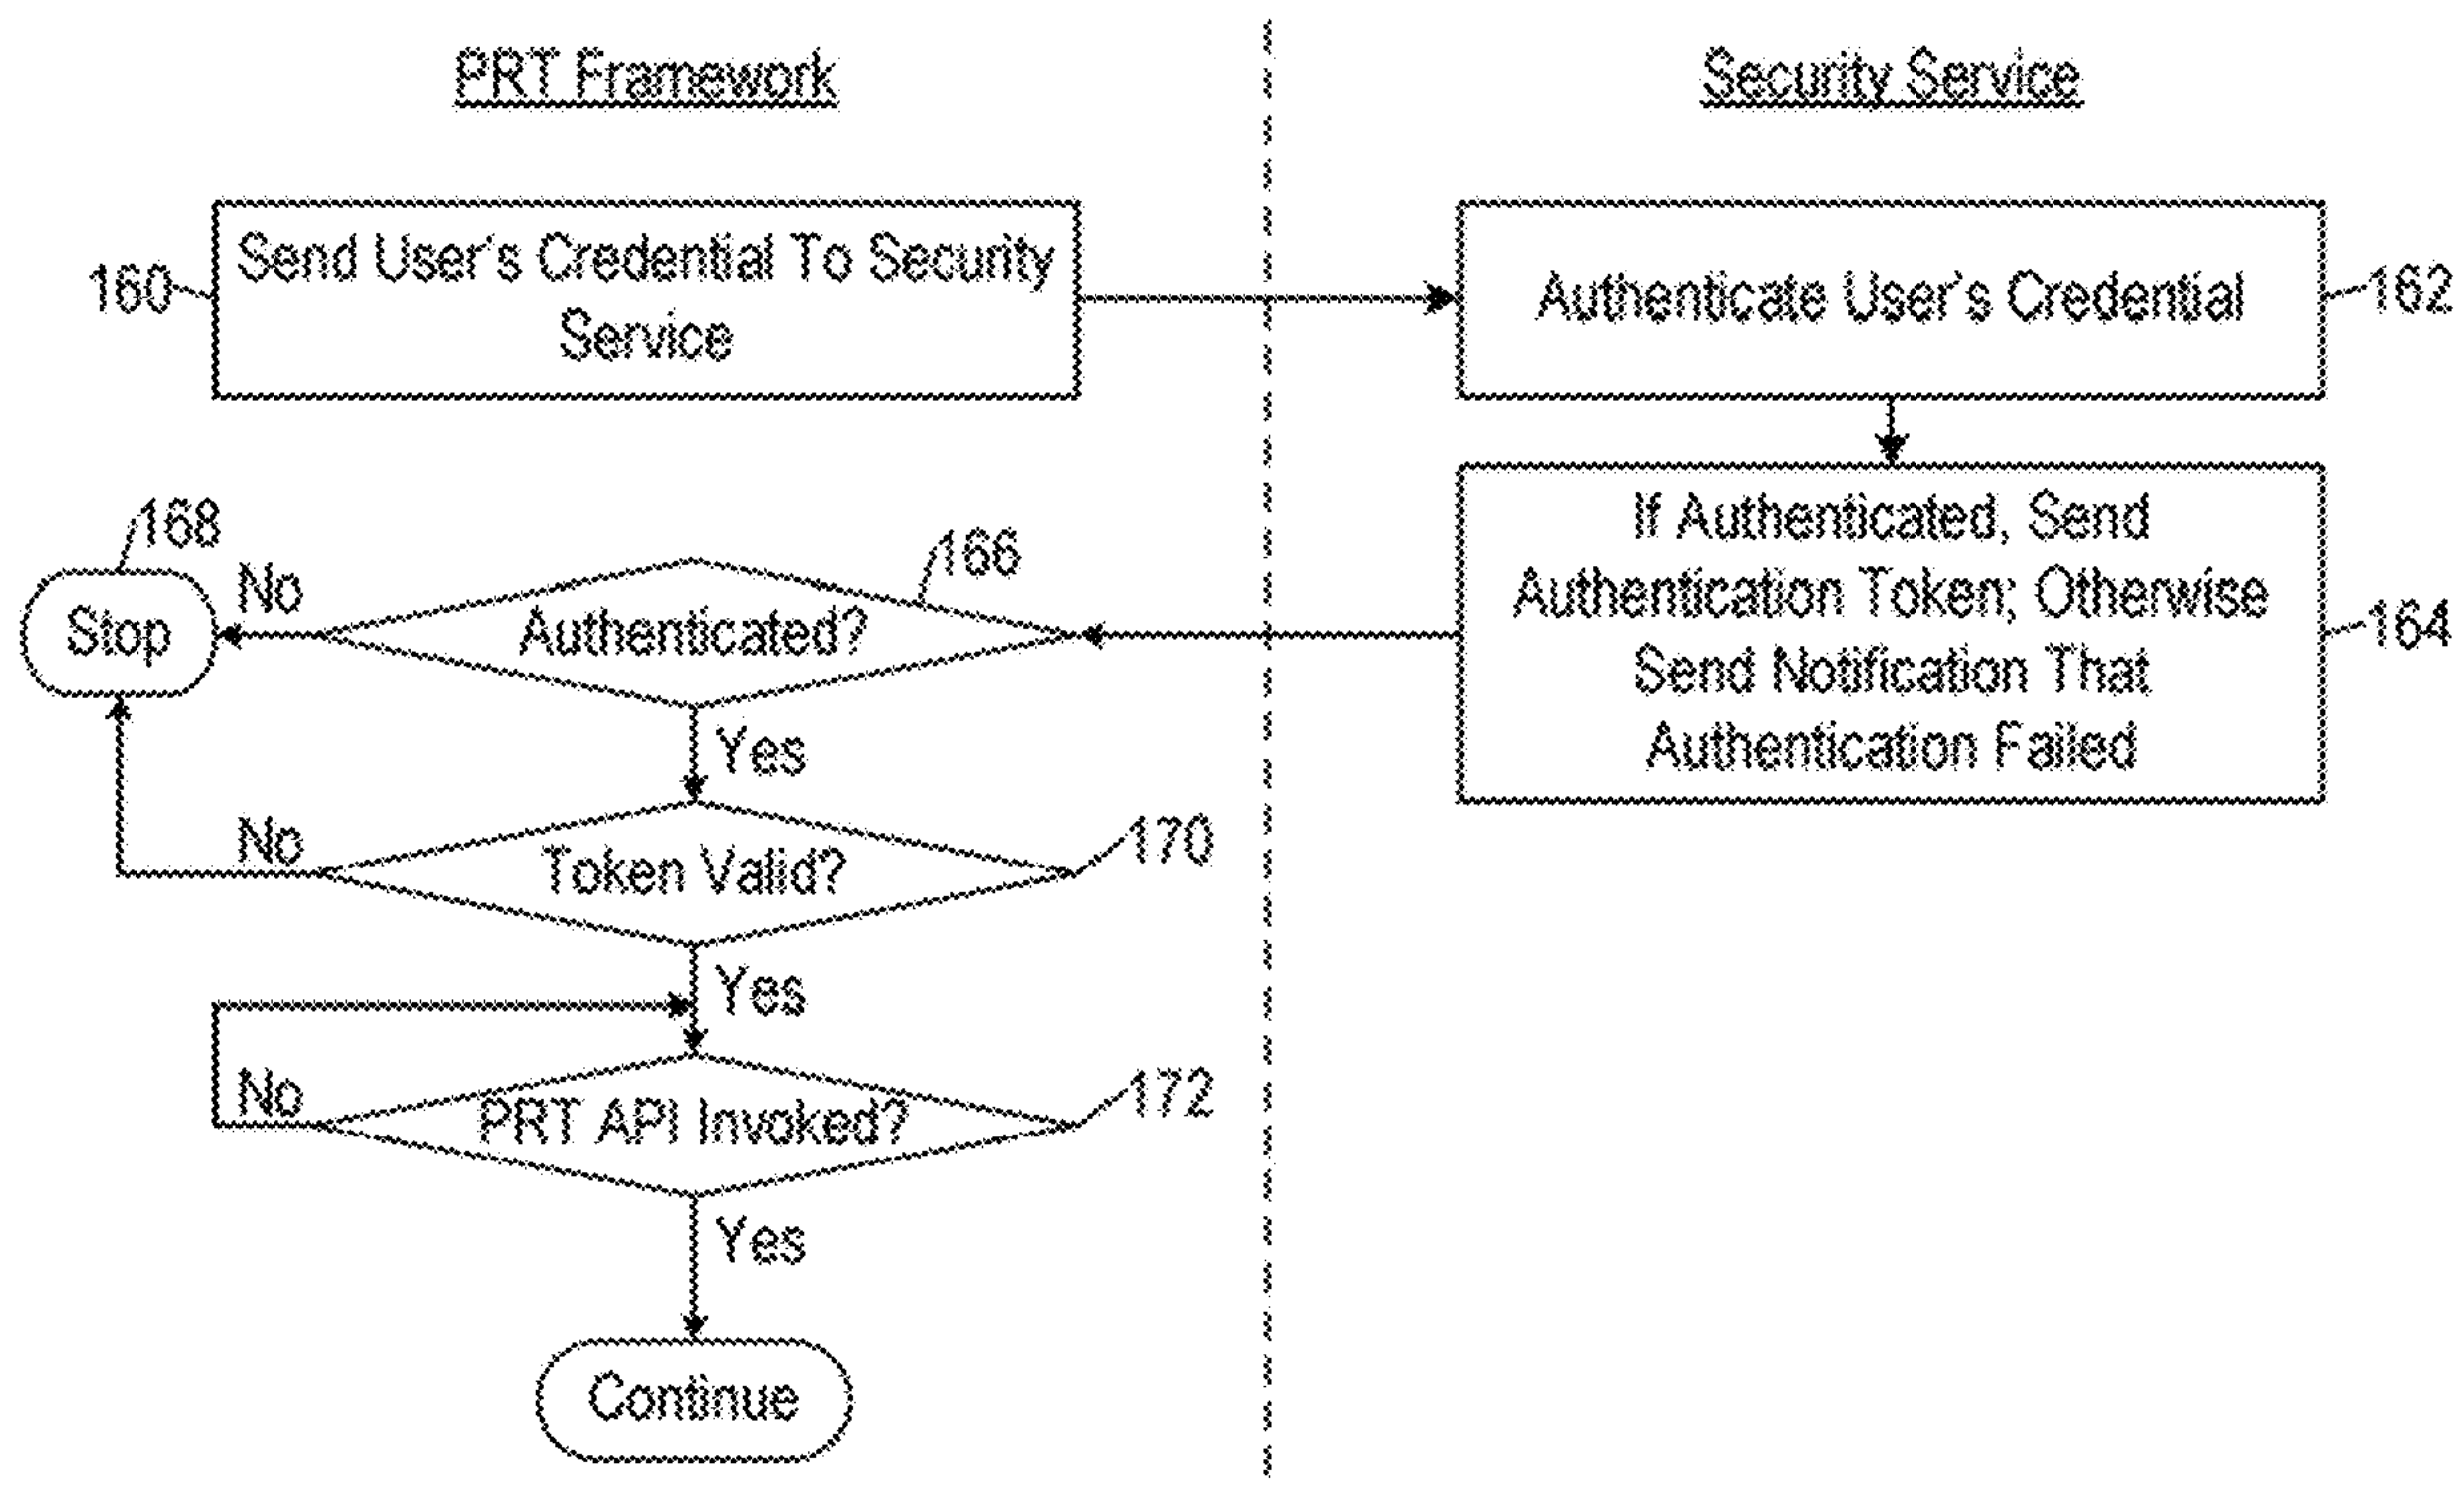 PRT Framework
Security Service
160
Send User's Credential To Security
Service
Authenticate User's Credential
162
If Authenticated, Send
Authentication Token; Otherwise
Send Notification That
Authentication Failed
164
168
No
Stop
166
Authenticated?
Yes
No
Token Valid?
170
Yes
No
PRT API Invoked?
172
Yes
Continue